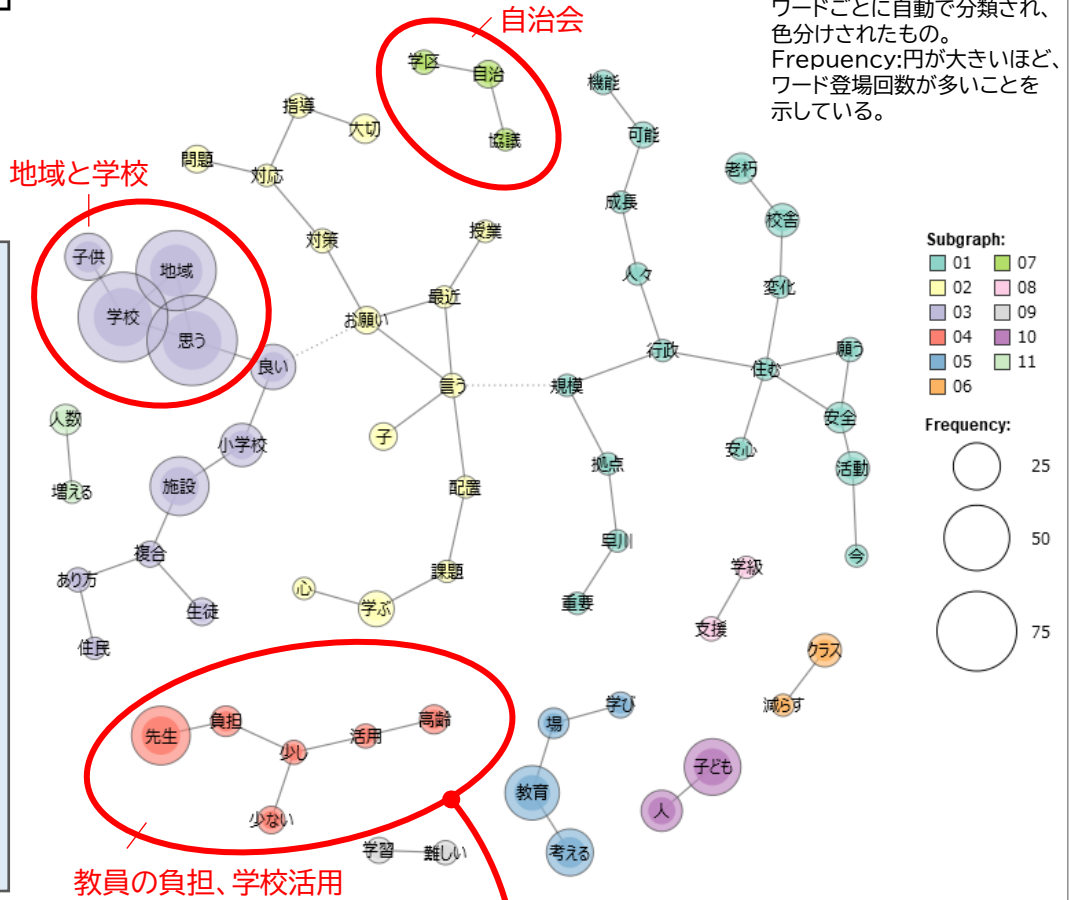 ワードごとに自動で分類され、
色分けされたもの。
Frepuency:円が大きいほど、
ワード登場回数が多いことを
示している。
自治会
学区
自治
協議
機能
可能
成長
人々
行政
規模
拠点
早川
重要
老朽
校舎
変化
住む
願う
安全
安心
活動
今
指導
大切
問題
対応
対策
授業
最近
お願い
言う
子
配置
課題
心
学ぶ
地域と学校
子供
地域
学校
思う
良い
小学校
施設
複合
あり方
生徒
住民
人数
増える
Subgraph:
01 07
02 08
03 09
04 10
05 11
06
Frequency:
25
50
75
学級
支援
クラス
減らす
先生
負担
少し
活用
高齢
少ない
学び
場
教育
考える
子ども
人
学習
難しい
教員の負担、学校活用